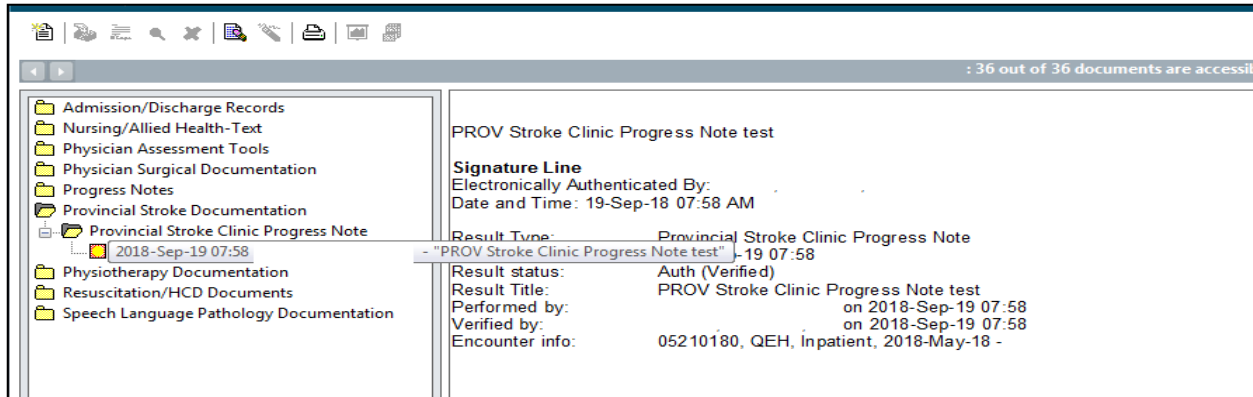 : 36 out of 36 documents are accessib
Admission/Discharge Records
Nursing/Allied Health-Text
Physician Assessment Tools
Physician Surgical Documentation
Progress Notes
Provincial Stroke Documentation
Provincial Stroke Clinic Progress Note
2018-Sep-19 07:58 - "PROV Stroke Clinic Progress Note test"
Physiotherapy Documentation
Resuscitation/HCD Documents
Speech Language Pathology Documentation
PROV Stroke Clinic Progress Note test
Signature Line
Electronically Authenticated By:
Date and Time: 19-Sep-18 07:58 AM
Result Type: Provincial Stroke Clinic Progress Note
-19 07:58
Result status: Auth (Verified)
Result Title: PROV Stroke Clinic Progress Note test
Performed by: on 2018-Sep-19 07:58
Verified by: on 2018-Sep-19 07:58
Encounter info: 05210180, QEH, Inpatient, 2018-May-18 -